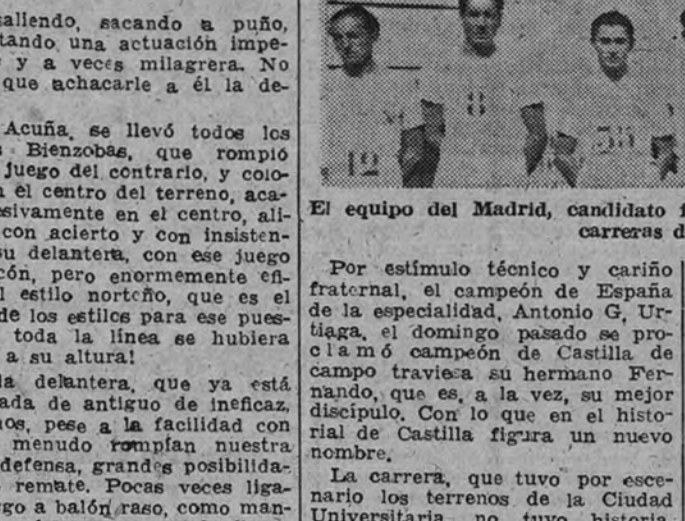 saliendo, sacando a puño,
tando una actuación impe-
y a veces milagrera. No
que achacarle a él la de-
Acuña, se llevó todos los
Bienzobas, que rompió
juego del contrario, y colo-
el centro del terreno, aca-
esivamente en el centro, ali-
con acierto y con insisten-
su delantera, con ese juego
cón, pero enormemente efi-
l estilo norteño, que es el
de los estilos para ese pues-
toda la línea se hubiera
a su altura!
la delantera, que ya está
ada de antiguo de ineficaz,
nos, pese a la facilidad con
menudo rompían nuestra
defensa, grandes posibilida-
remate. Pocas veces liga-
rgo a balón raso, como man-
12
8
35
El equipo del Madrid, candidato f
carreras d
Por estímulo técnico y cariño
fraternal, el campeón de España
de la especialidad, Antonio G. Ur-
tiaga, el domingo pasado se pro-
clamó campeón de Castilla de
campo traviesa su hermano Fer-
nando, que es, a la vez, su mejor
discípulo. Con lo que en el histo-
rial de Castilla figura un nuevo
nombre.
La carrera, que tuvo por esce-
nario los terrenos de la Ciudad
Universitaria, no tuvo historia.